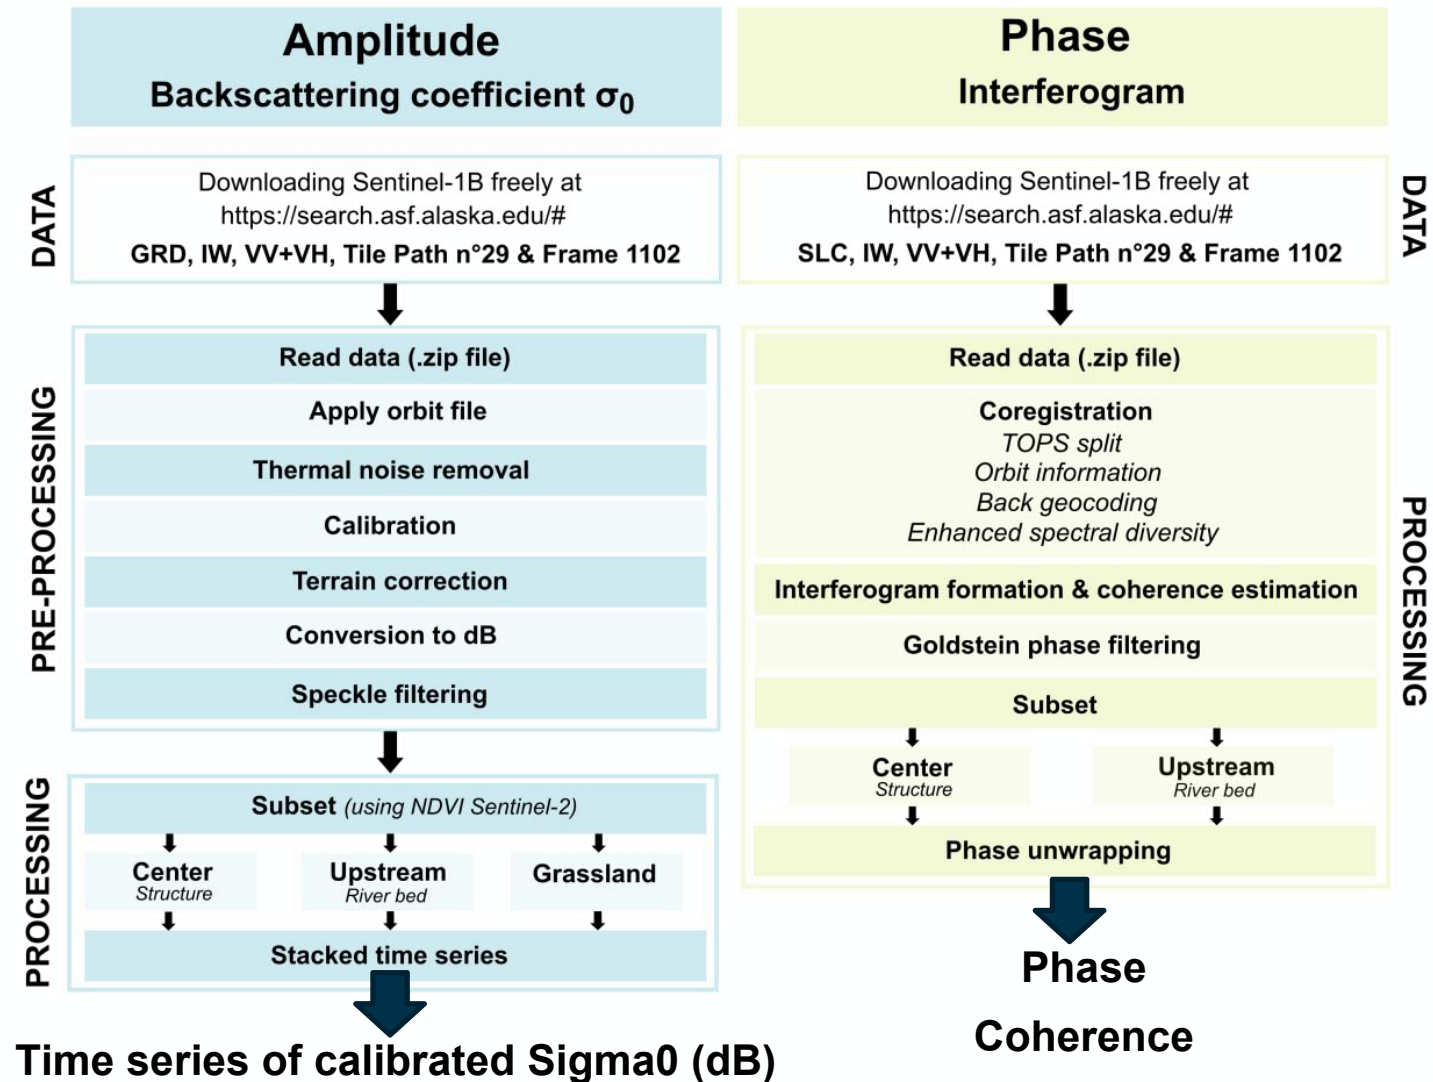 Amplitude
Backscattering coefficient σ0
DATA
Downloading Sentinel-1B freely at
https://search.asf.alaska.edu/#
GRD, IW, VV+VH, Tile Path n°29 & Frame 1102
PRE-PROCESSING
Read data (.zip file)
Apply orbit file
Thermal noise removal
Calibration
Terrain correction
Conversion to dB
Speckle filtering
PROCESSING
Subset (using NDVI Sentinel-2)
Center
Structure
Upstream
River bed
Grassland
Stacked time series
Time series of calibrated Sigma0 (dB)
Phase
Interferogram
DATA
Downloading Sentinel-1B freely at
https://search.asf.alaska.edu/#
SLC, IW, VV+VH, Tile Path n°29 & Frame 1102
PROCESSING
Read data (.zip file)
Coregistration
TOPS split
Orbit information
Back geocoding
Enhanced spectral diversity
Interferogram formation & coherence estimation
Goldstein phase filtering
Subset
Center
Structure
Upstream
River bed
Phase unwrapping
Phase
Coherence